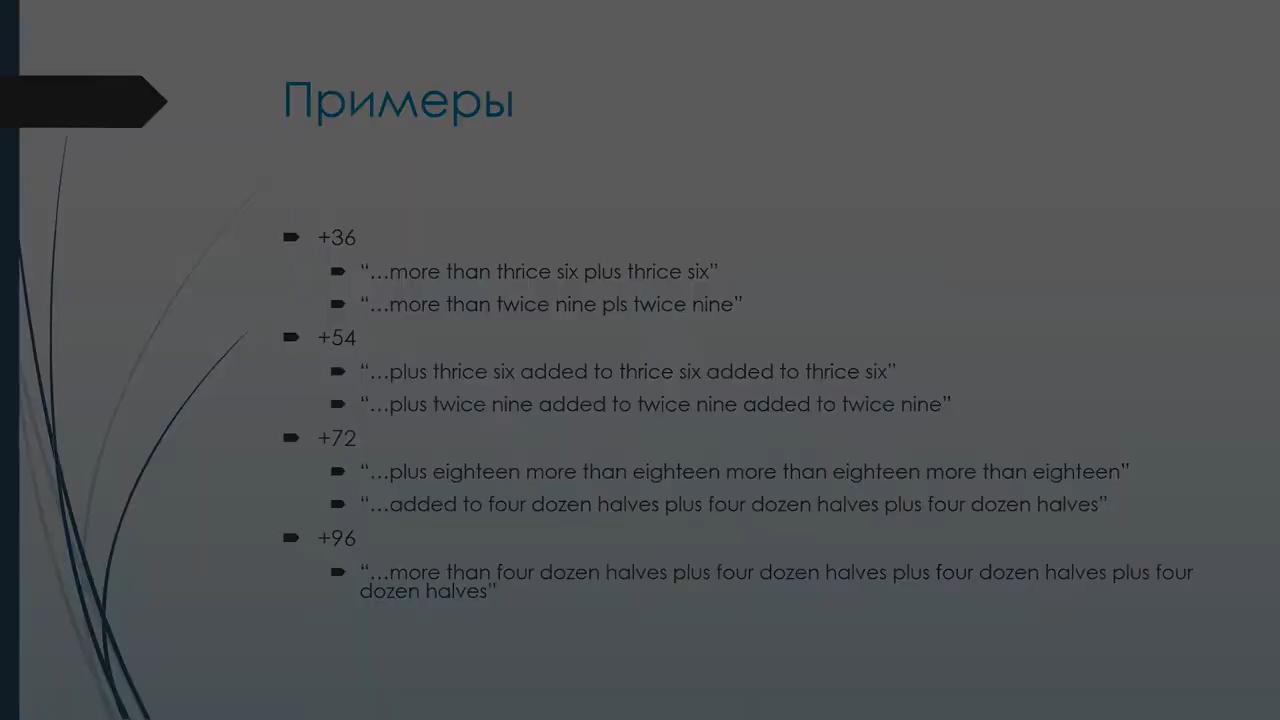 Примеры
+36
“…more than thrice six plus thrice six”
“…more than twice nine pls twice nine”
+54
“…plus thrice six added to thrice six added to thrice six”
“…plus twice nine added to twice nine added to twice nine”
+72
“…plus eighteen more than eighteen more than eighteen more than eighteen”
“…added to four dozen halves plus four dozen halves plus four dozen halves”
+96
“…more than four dozen halves plus four dozen halves plus four dozen halves plus four
dozen halves”